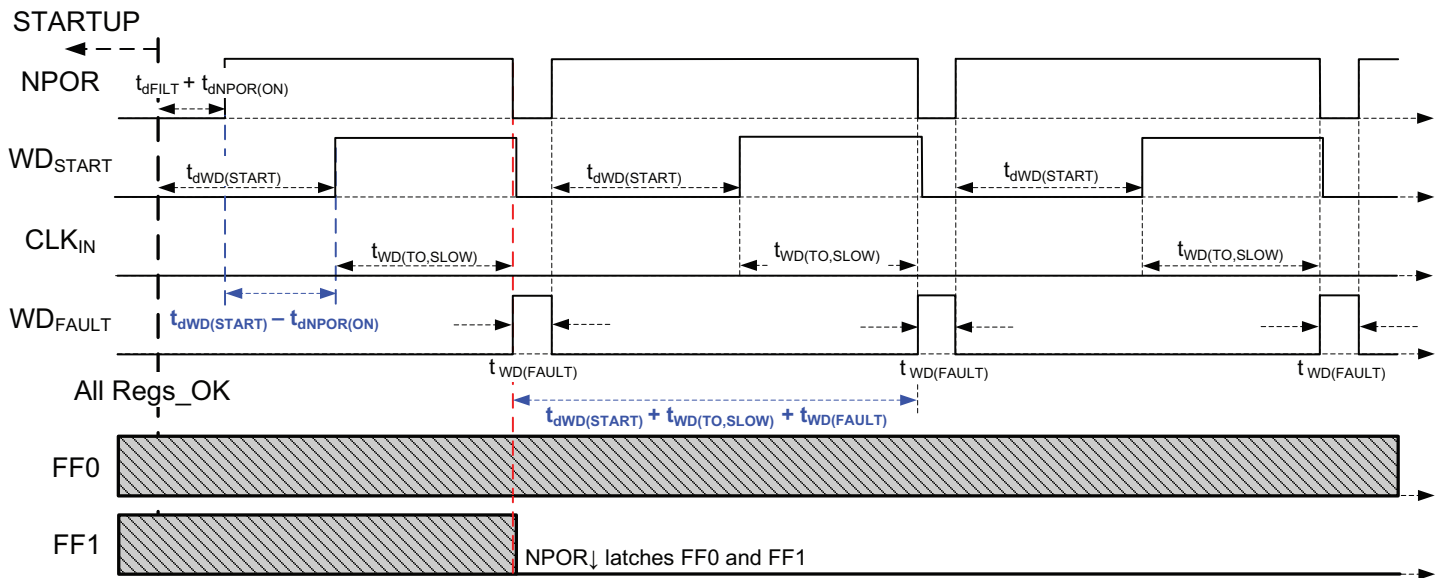 STARTUP
NPOR
tdFILT + tdNPOR(ON)
WDSTART
tdWD(START)
tdWD(START)
tdWD(START)
CLKIN
tWD(TO,SLOW)
tWD(TO,SLOW)
tWD(TO,SLOW)
tdWD(START) – tdNPOR(ON)
WDFAULT
tWD(FAULT)
tWD(FAULT)
tWD(FAULT)
All Regs_OK
tdWD(START) + tWD(TO,SLOW) + tWD(FAULT)
FF0
FF1
NPOR↓ latches FF0 and FF1